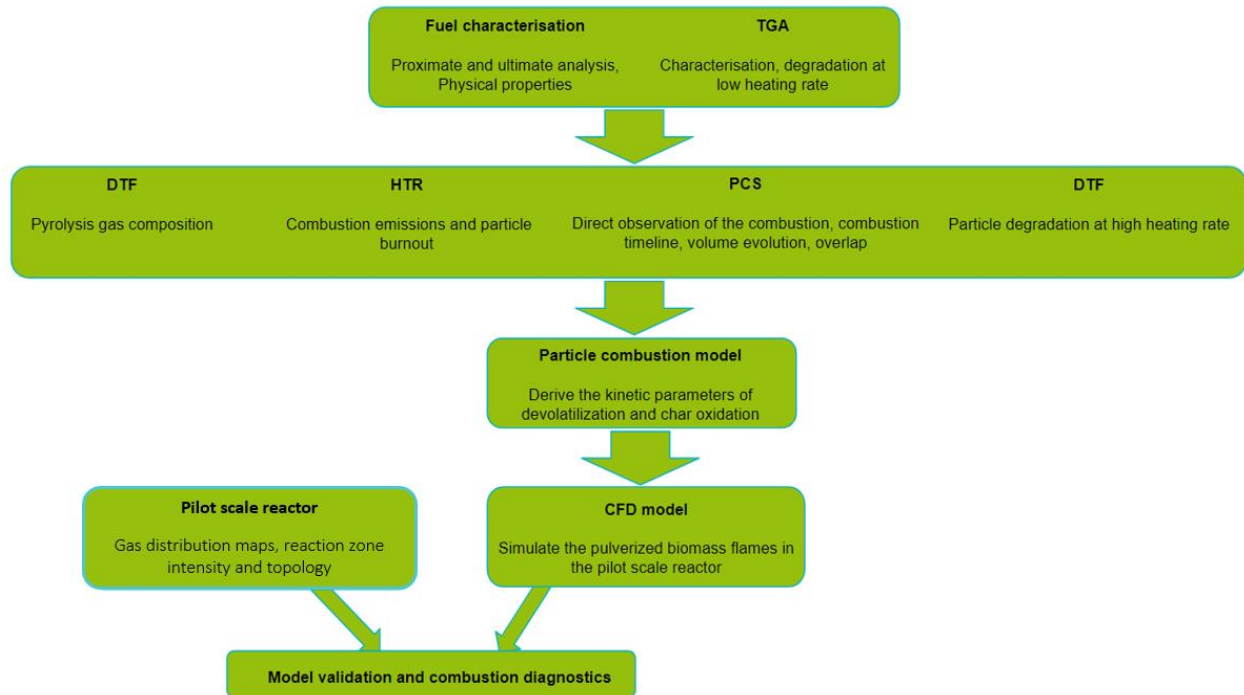 Fuel characterisation
Proximate and ultimate analysis,
Physical properties
TGA
Characterisation, degradation at
low heating rate
DTF
Pyrolysis gas composition
HTR
Combustion emissions and particle
burnout
PCS
Direct observation of the combustion, combustion
timeline, volume evolution, overlap
DTF
Particle degradation at high heating rate
Particle combustion model
Derive the kinetic parameters of
devolatilization and char oxidation
Pilot scale reactor
Gas distribution maps, reaction zone
intensity and topology
CFD model
Simulate the pulverized biomass flames in
the pilot scale reactor
Model validation and combustion diagnostics